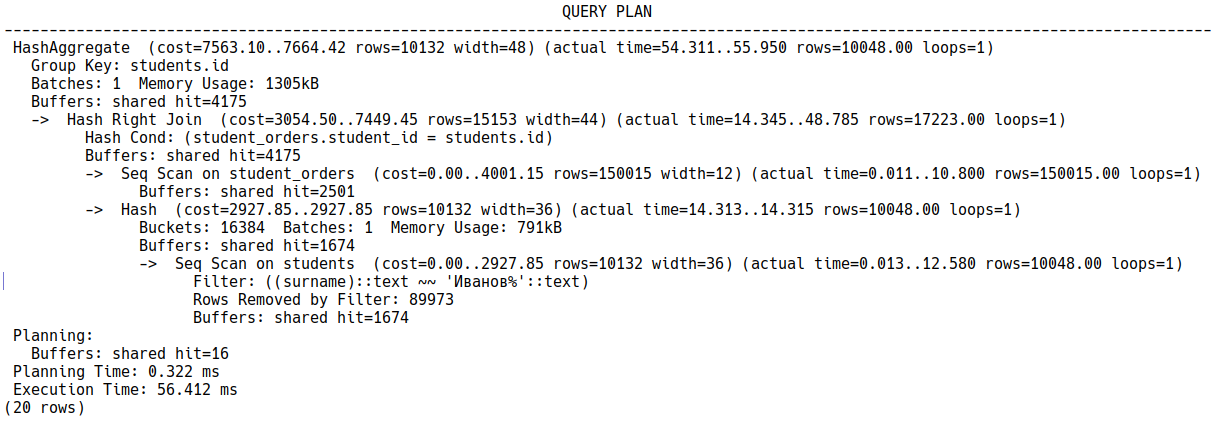 QUERY PLAN
-----------------------------------------------------------------------------------------------------------------------------------
HashAggregate  (cost=7563.10..7664.42 rows=10132 width=48) (actual time=54.311..55.950 rows=10048.00 loops=1)
  Group Key: students.id
  Batches: 1  Memory Usage: 1305kB
  Buffers: shared hit=4175
  ->  Hash Right Join  (cost=3054.50..7449.45 rows=15153 width=44) (actual time=14.345..48.785 rows=17223.00 loops=1)
        Hash Cond: (student_orders.student_id = students.id)
        Buffers: shared hit=4175
        ->  Seq Scan on student_orders  (cost=0.00..4001.15 rows=150015 width=12) (actual time=0.011..10.800 rows=150015.00 loops=1)
              Buffers: shared hit=2501
        ->  Hash  (cost=2927.85..2927.85 rows=10132 width=36) (actual time=14.313..14.315 rows=10048.00 loops=1)
              Buckets: 16384  Batches: 1  Memory Usage: 791kB
              Buffers: shared hit=1674
              ->  Seq Scan on students  (cost=0.00..2927.85 rows=10132 width=36) (actual time=0.013..12.580 rows=10048.00 loops=1)
                    Filter: ((surname)::text ~~ 'Иванов%'::text)
                    Rows Removed by Filter: 89973
                    Buffers: shared hit=1674
Planning:
  Buffers: shared hit=16
Planning Time: 0.322 ms
Execution Time: 56.412 ms
(20 rows)